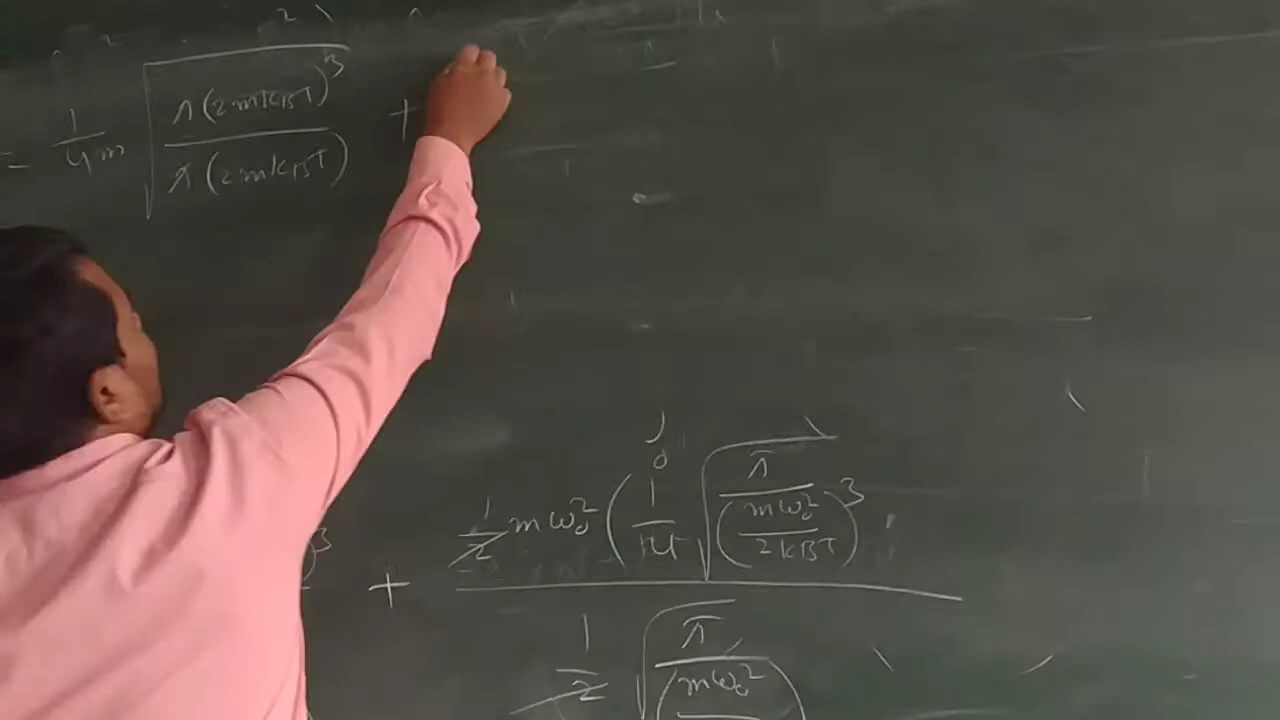 = 1/4m √(π(2mKBT)³ / π(2mKBT)) +
+ 1/2 mω₀² (1/4 √(π / (mω₀²/2KBT)³
1/2 √(π / (mω₀²